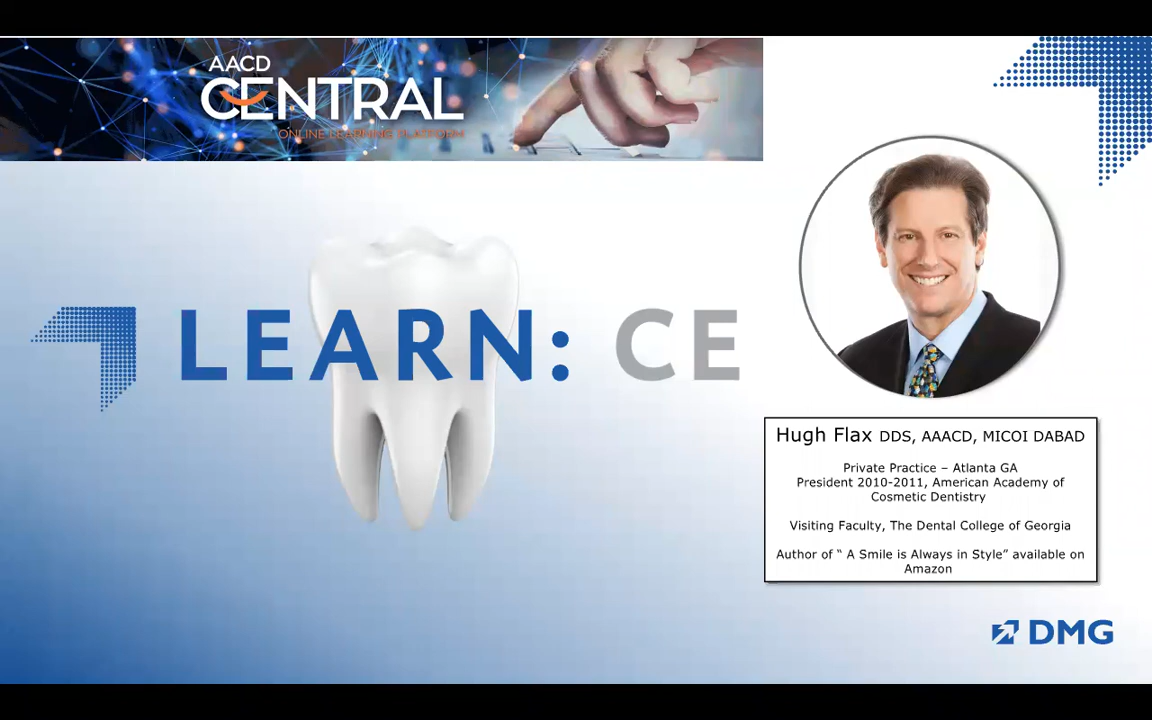 AACD
CENTRAL
ONLINE LEARNING PLATFORM
LEARN: CE
Hugh Flax DDS, AAACD, MICOI DABAD
Private Practice – Atlanta GA
President 2010-2011, American Academy of
Cosmetic Dentistry
Visiting Faculty, The Dental College of Georgia
Author of “ A Smile is Always in Style” available on
Amazon
DMG